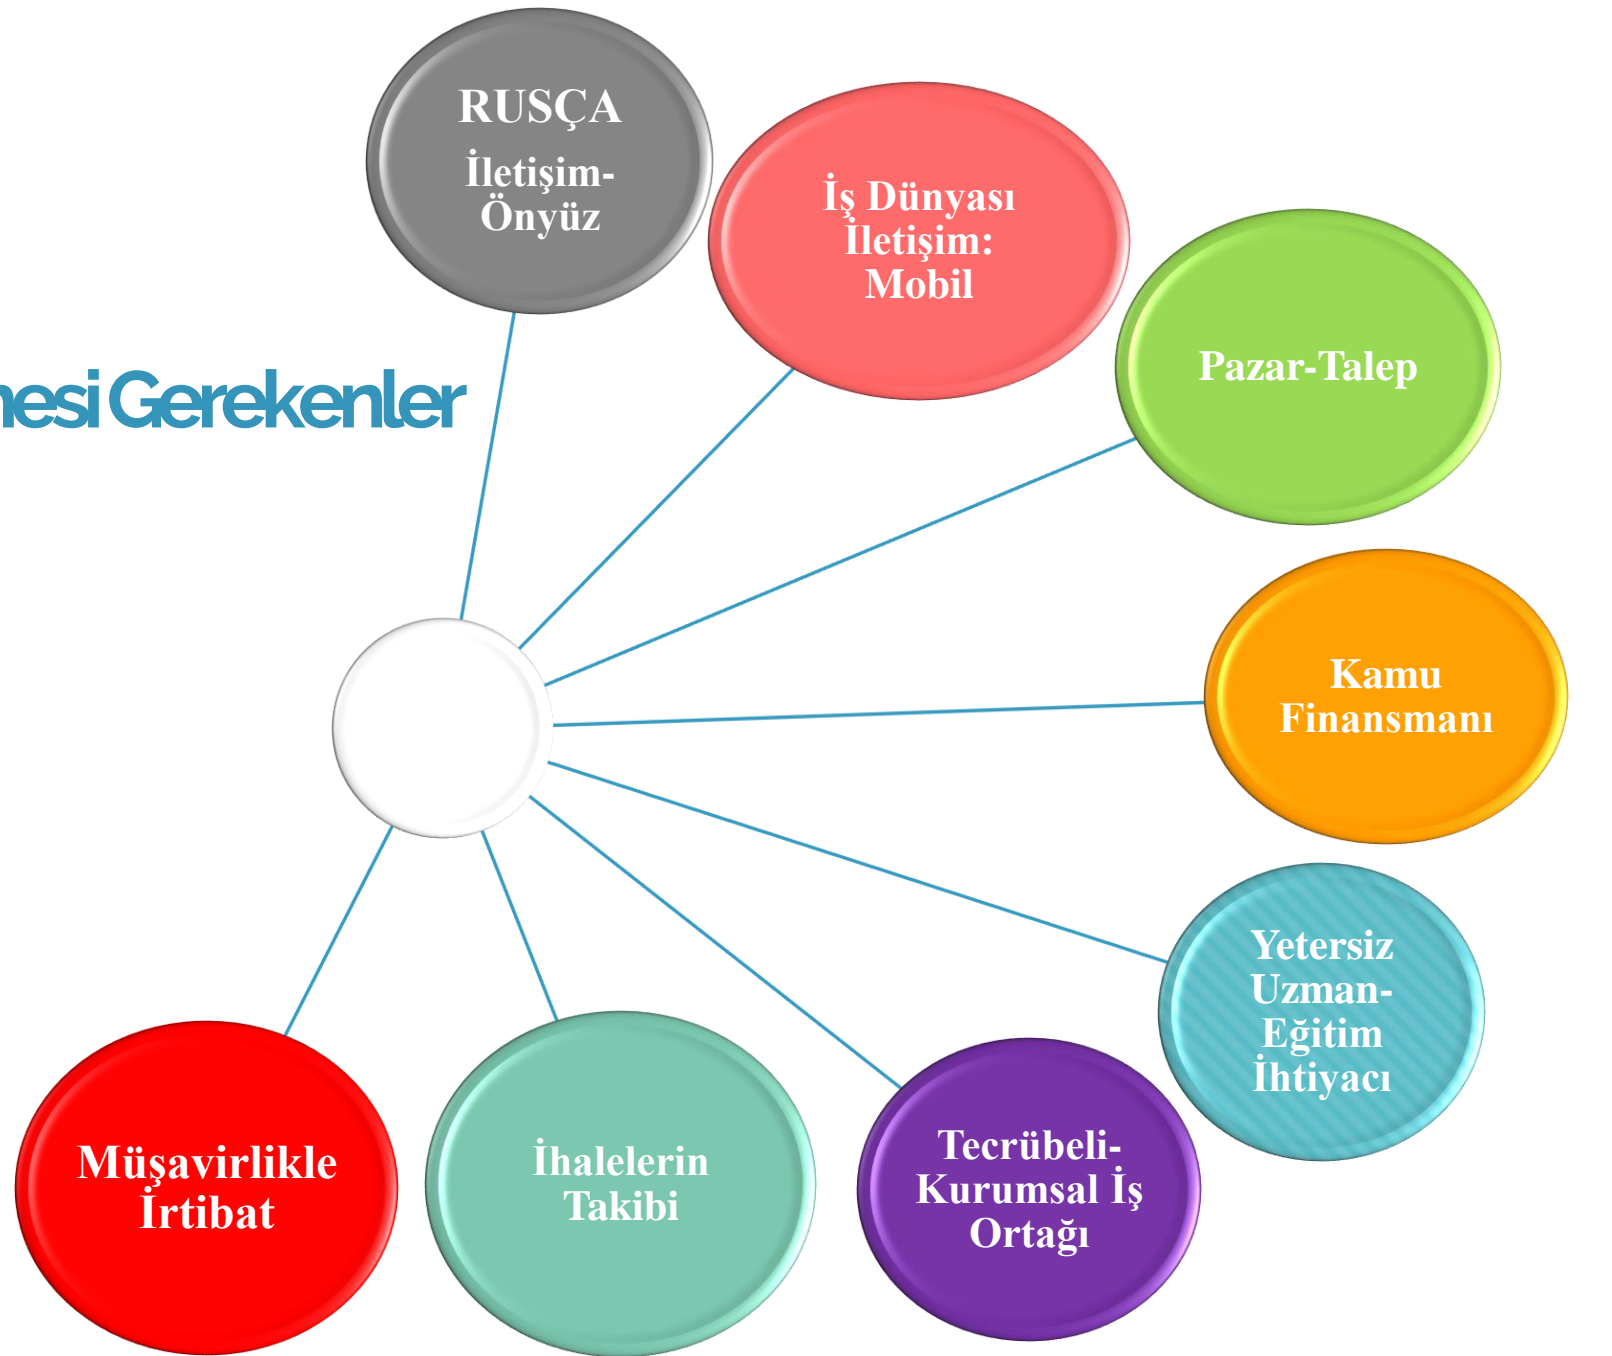 RUSÇA
İletişim-
Önyüz
İş Dünyası
İletişim:
Mobil
Pazar-Talep
Gerekenler
Kamu
Finansmanı
Yetersiz
Uzman-
Eğitim
İhtiyacı
Tecrübeli-
Kurumsal İş
Ortağı
İhalelerin
Takibi
Müşavirlikle
İrtibat